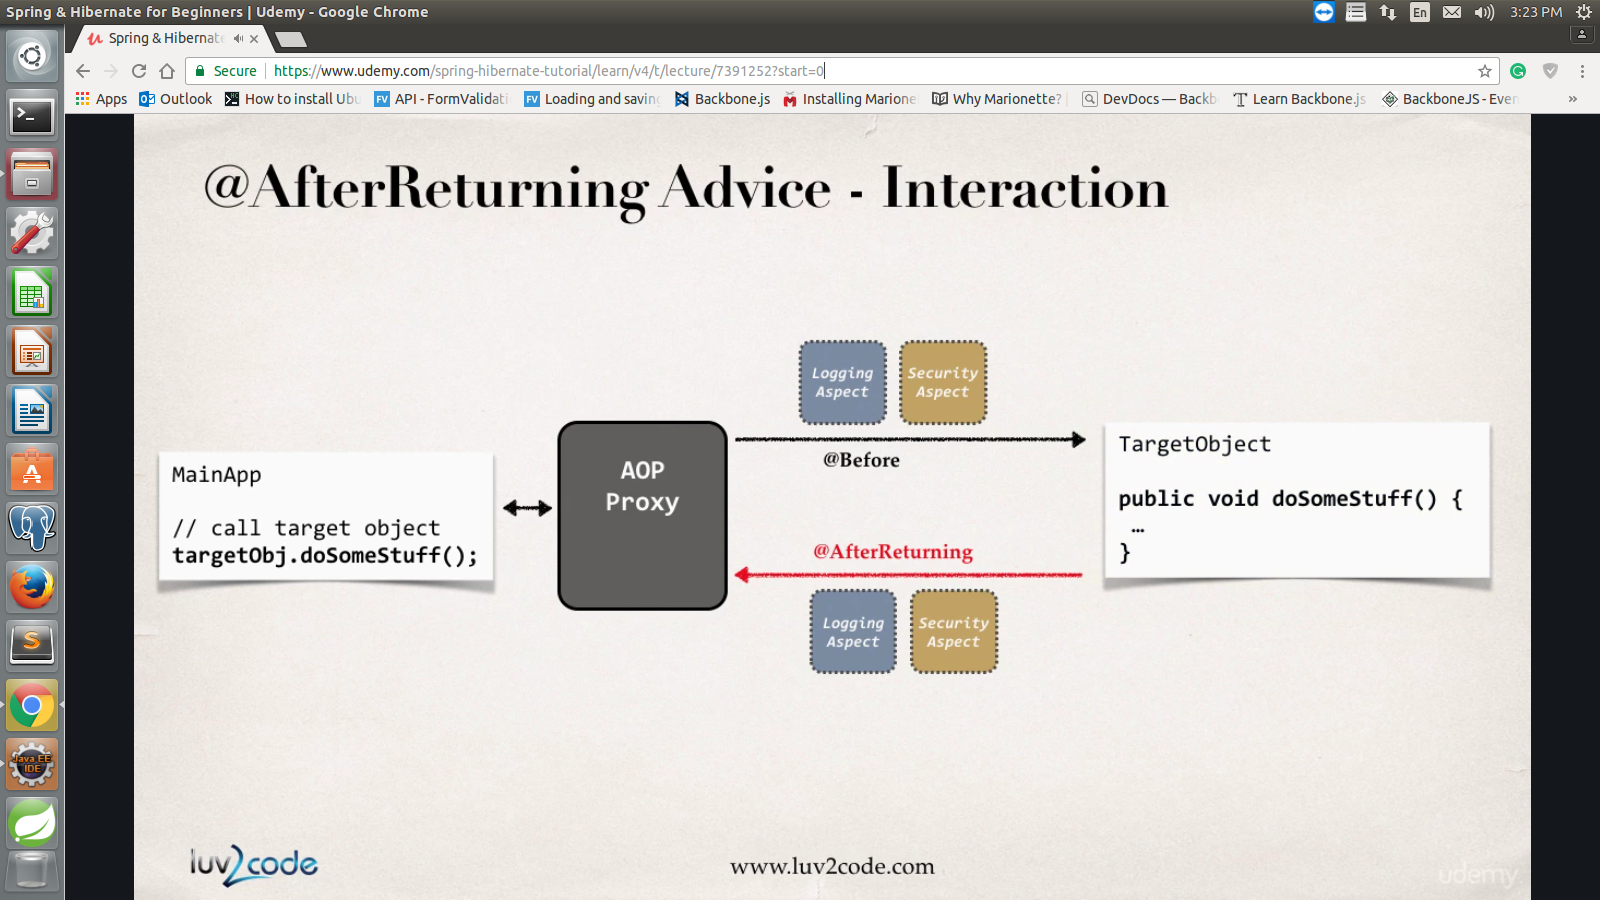 Spring & Hibernate for Beginners | Udemy - Google Chrome
En
3:23 PM
Spring & Hibernate
Secure
https://www.udemy.com/spring-hibernate-tutorial/learn/v4/t/lecture/7391252?start=0
Apps
Outlook
How to install Ubu
API - FormValidati
Loading and saving
Backbone.js
Installing Marione
Why Marionette?
DevDocs — Backb
Learn Backbone.js
BackboneJS - Even
»
@AfterReturning Advice - Interaction
Logging
Aspect
Security
Aspect
@Before
MainApp
// call target object
targetObj.doSomeStuff();
AOP
Proxy
TargetObject
public void doSomeStuff() {
…
}
@AfterReturning
Logging
Aspect
Security
Aspect
Java EE
IDE
luv2code
www.luv2code.com
udemy